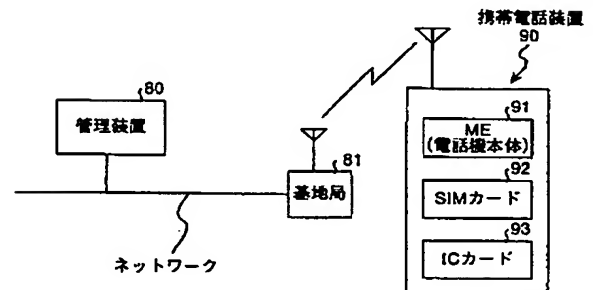 携帯電話装置
90
80
管理装置
81
基地局
ネットワーク
91
ME
(電話機本体)
92
SIMカード
93
ICカード